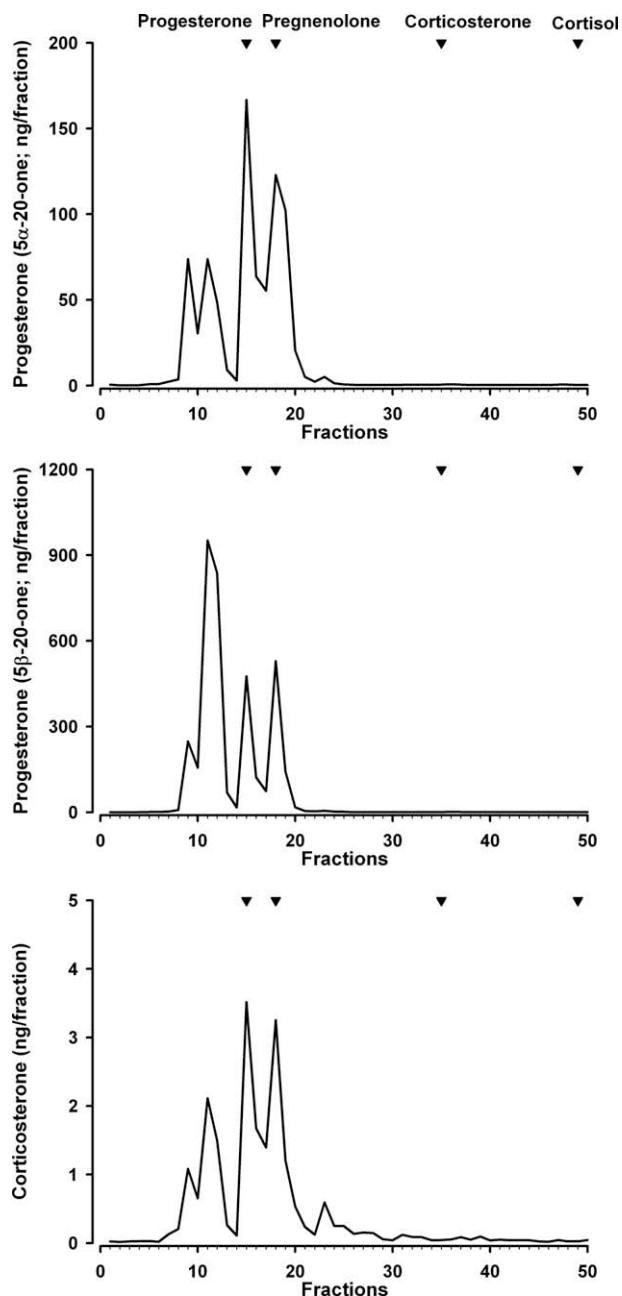 Progesterone Pregnenolone Corticosterone Cortisol
Progesterone (5α-20-one; ng/fraction)
200
150
100
50
0
0 10 20 30 40 50
Fractions
Progesterone (5β-20-one; ng/fraction)
1200
900
600
300
0
0 10 20 30 40 50
Fractions
Corticosterone (ng/fraction)
5
4
3
2
1
0
0 10 20 30 40 50
Fractions